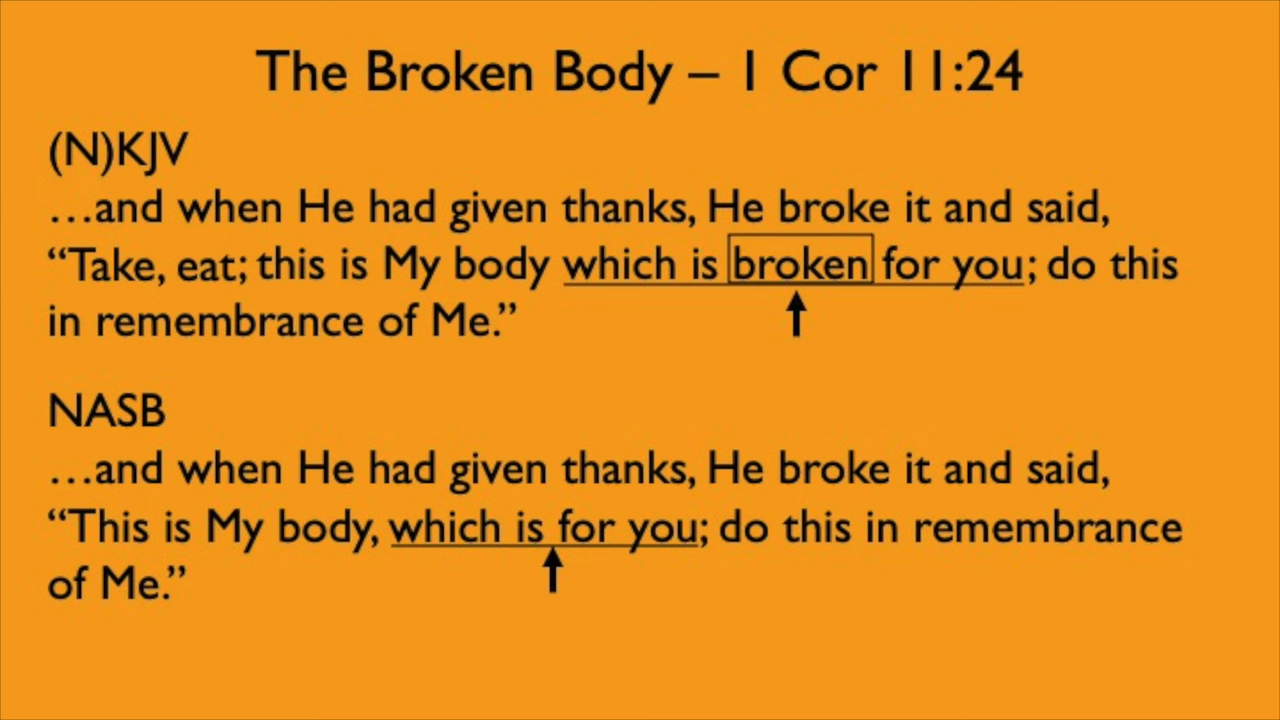 The Broken Body – 1 Cor 11:24
(N)KJV
…and when He had given thanks, He broke it and said,
“Take, eat; this is My body which is broken for you; do this
in remembrance of Me.”
NASB
…and when He had given thanks, He broke it and said,
“This is My body, which is for you; do this in remembrance
of Me.”